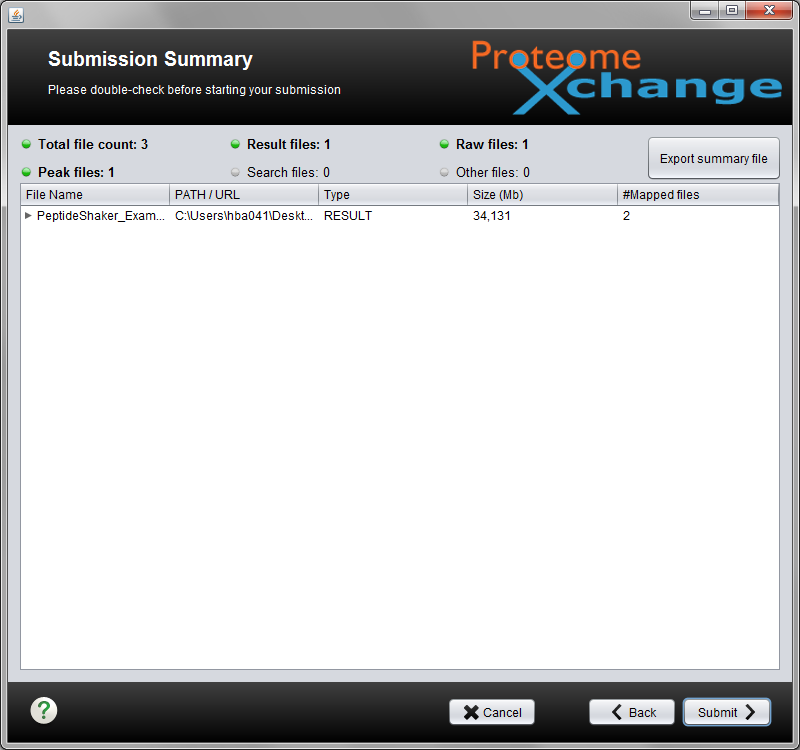 Submission Summary
Please double-check before starting your submission
Proteome
Xchange
Total file count: 3 Result files: 1 Raw files: 1
Peak files: 1 Search files: 0 Other files: 0
Export summary file
File Name PATH / URL Type Size (Mb) #Mapped files
PeptideShaker_Exam... C:\Users\hba041\Deskt... RESULT 34,131 2
? Cancel Back Submit